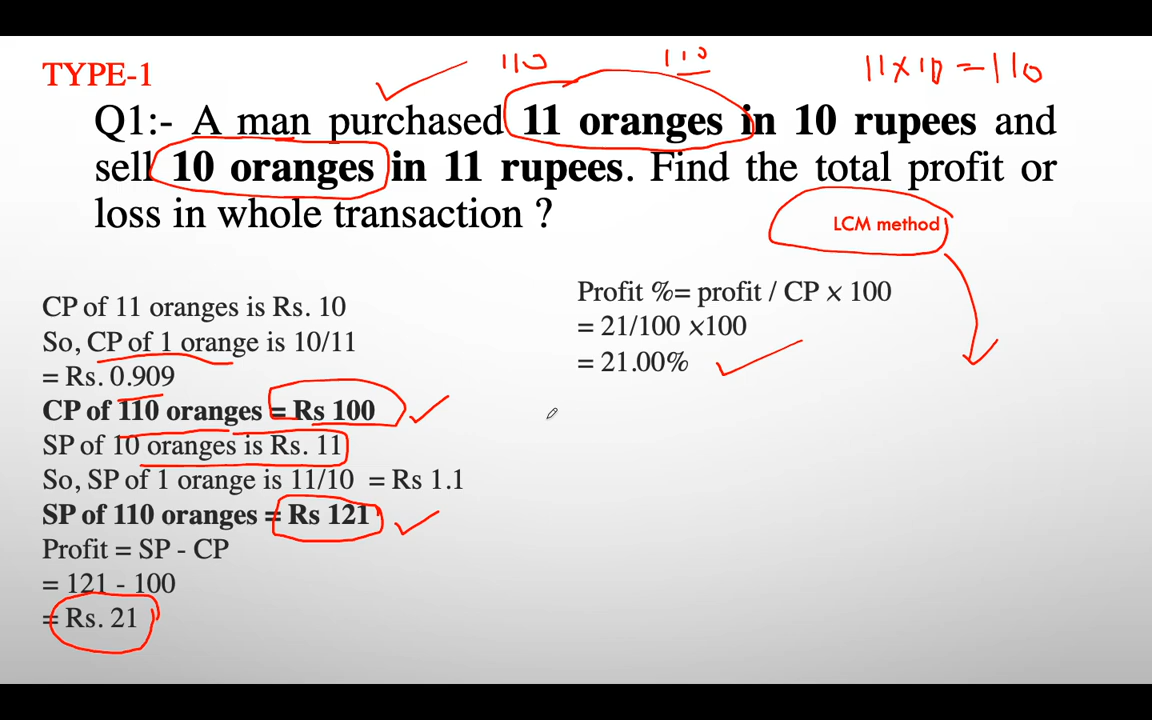 TYPE-1
110 110 11×10=110
Q1:- A man purchased 11 oranges in 10 rupees and
sell 10 oranges in 11 rupees. Find the total profit or
loss in whole transaction ?
LCM method
CP of 11 oranges is Rs. 10
So, CP of 1 orange is 10/11
= Rs. 0.909
CP of 110 oranges = Rs 100
SP of 10 oranges is Rs. 11
So, SP of 1 orange is 11/10 = Rs 1.1
SP of 110 oranges = Rs 121
Profit = SP - CP
= 121 - 100
= Rs. 21
Profit %= profit / CP × 100
= 21/100 ×100
= 21.00%